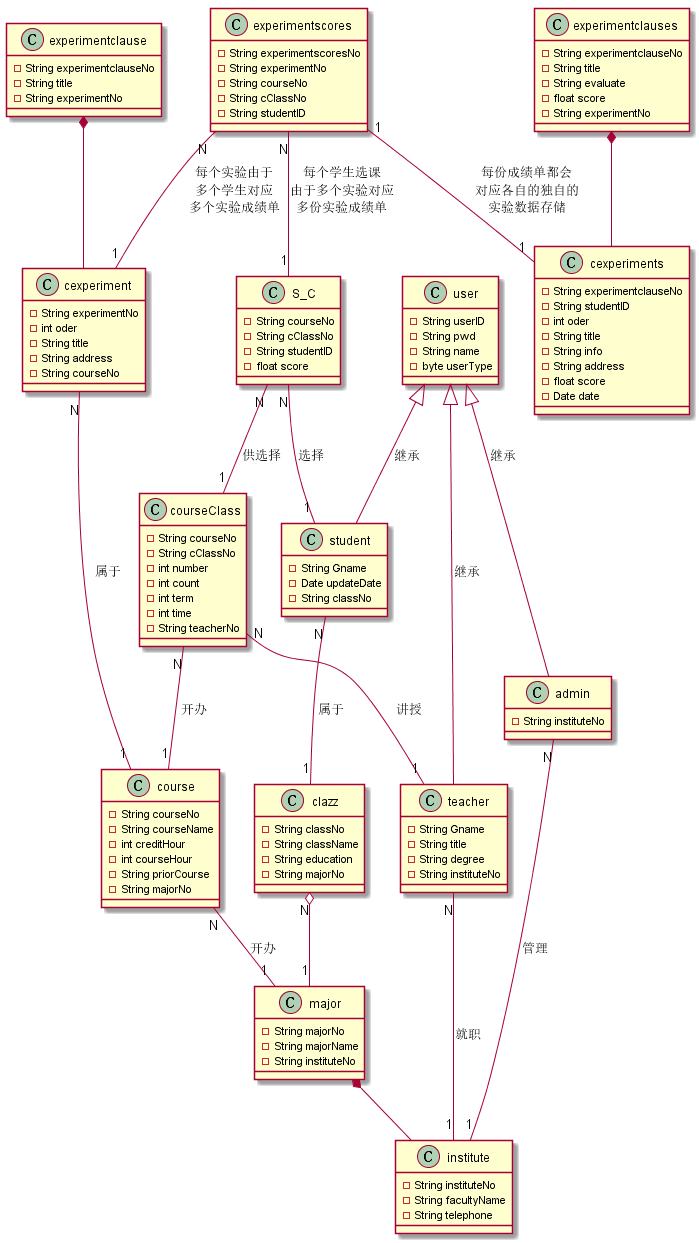 C experimentclause
String experimentclauseNo
String title
String experimentNo
C experimentscores
String experimentscoresNo
String experimentNo
String courseNo
String cClassNo
String studentID
C experimentclauses
String experimentclauseNo
String title
String evaluate
float score
String experimentNo
N
N
1
每个实验由于
多个学生对应
多个实验成绩单
每个学生选课
由于多个实验对应
多份实验成绩单
每份成绩单都会
对应各自的独自的
实验数据存储
1
1
1
C cexperiment
String experimentNo
int oder
String title
String address
String courseNo
C S_C
String courseNo
String cClassNo
String studentID
float score
C user
String userID
String pwd
String name
byte userType
C cexperiments
String experimentclauseNo
String studentID
int oder
String title
String info
String address
float score
Date date
N
N
N
供选择
选择
继承
继承
1
1
C courseClass
String courseNo
String cClassNo
int number
int count
int term
int time
String teacherNo
C student
String Gname
Date updateDate
String classNo
属于
继承
N
N
N
C admin
String instituteNo
开办
属于
讲授
N
1
1
1
1
C course
String courseNo
String courseName
int creditHour
int courseHour
String priorCourse
String majorNo
C clazz
String classNo
String className
String education
String majorNo
C teacher
String Gname
String title
String degree
String instituteNo
N
N
N
开办
管理
1
1
C major
String majorNo
String majorName
String instituteNo
就职
1
1
C institute
String instituteNo
String facultyName
String telephone